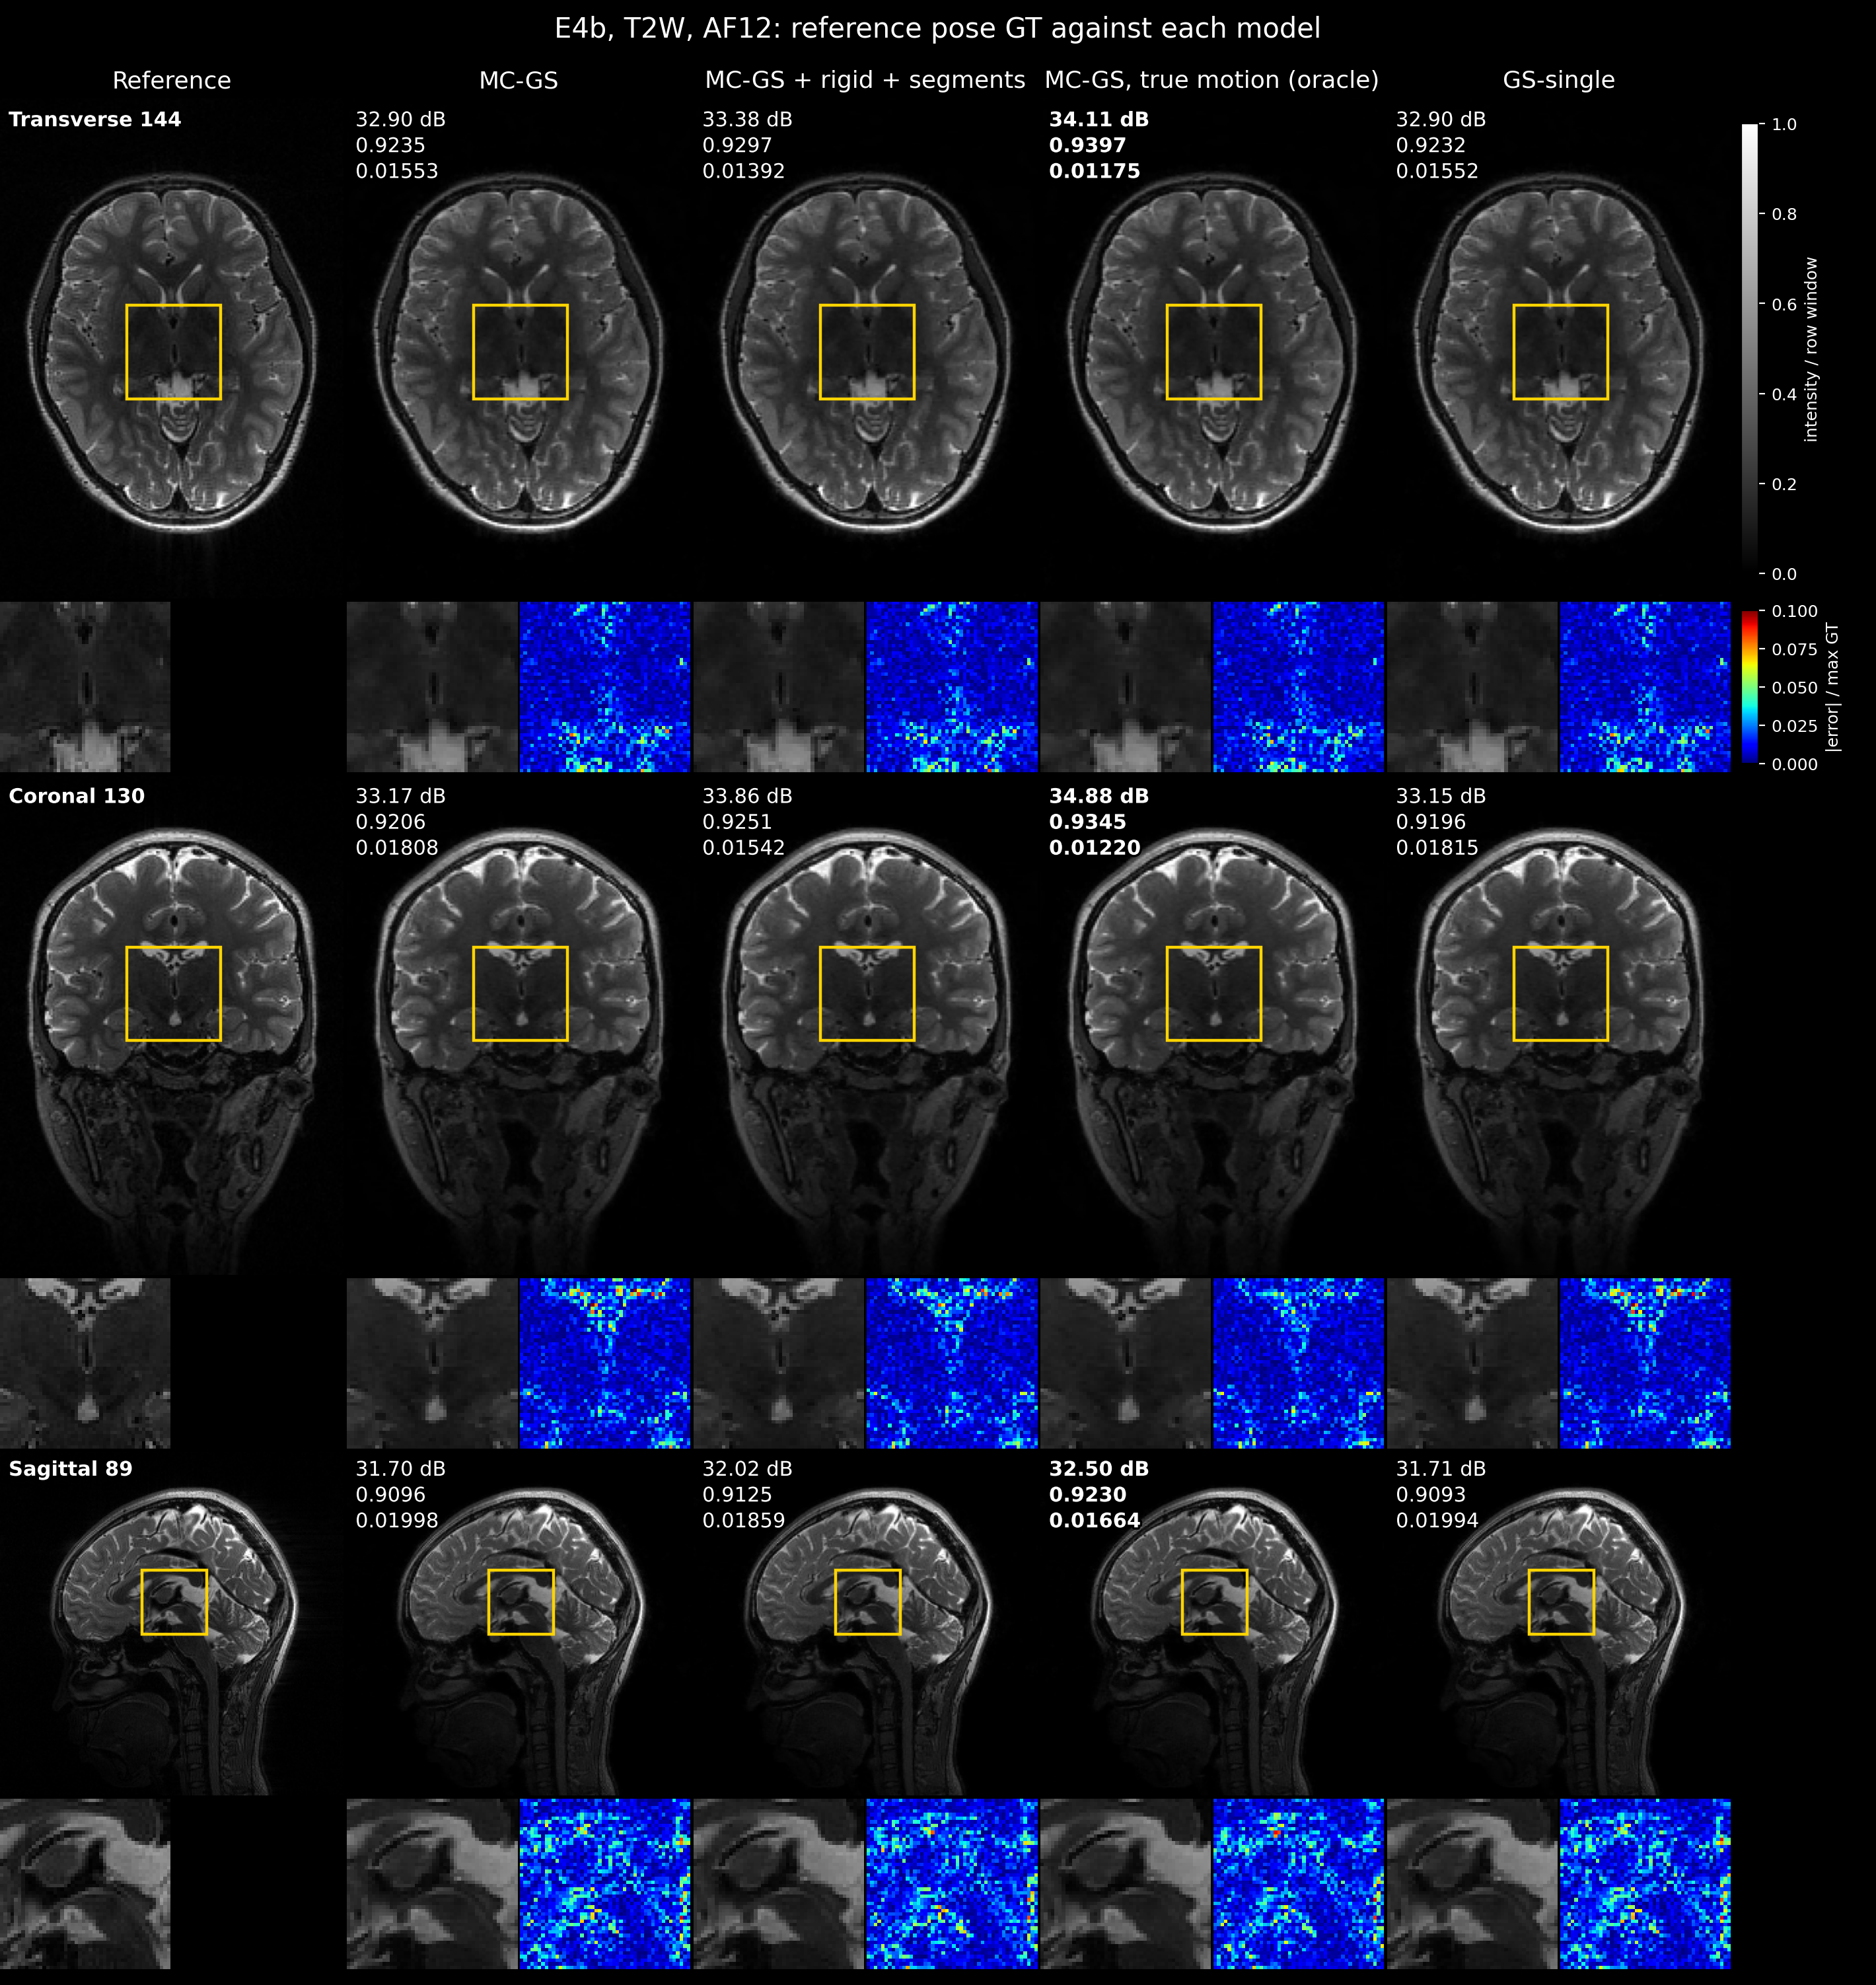 E4b, T2W, AF12: reference pose GT against each model
Reference
MC-GS
MC-GS + rigid + segments
MC-GS, true motion (oracle)
GS-single
Transverse 144
32.90 dB
0.9235
0.01553
33.38 dB
0.9297
0.01392
34.11 dB
0.9397
0.01175
32.90 dB
0.9232
0.01552
1.0
0.8
0.6
0.4
0.2
0.0
intensity / row window
0.100
0.075
0.050
0.025
0.000
|error| / max GT
Coronal 130
33.17 dB
0.9206
0.01808
33.86 dB
0.9251
0.01542
34.88 dB
0.9345
0.01220
33.15 dB
0.9196
0.01815
Sagittal 89
31.70 dB
0.9096
0.01998
32.02 dB
0.9125
0.01859
32.50 dB
0.9230
0.01664
31.71 dB
0.9093
0.01994